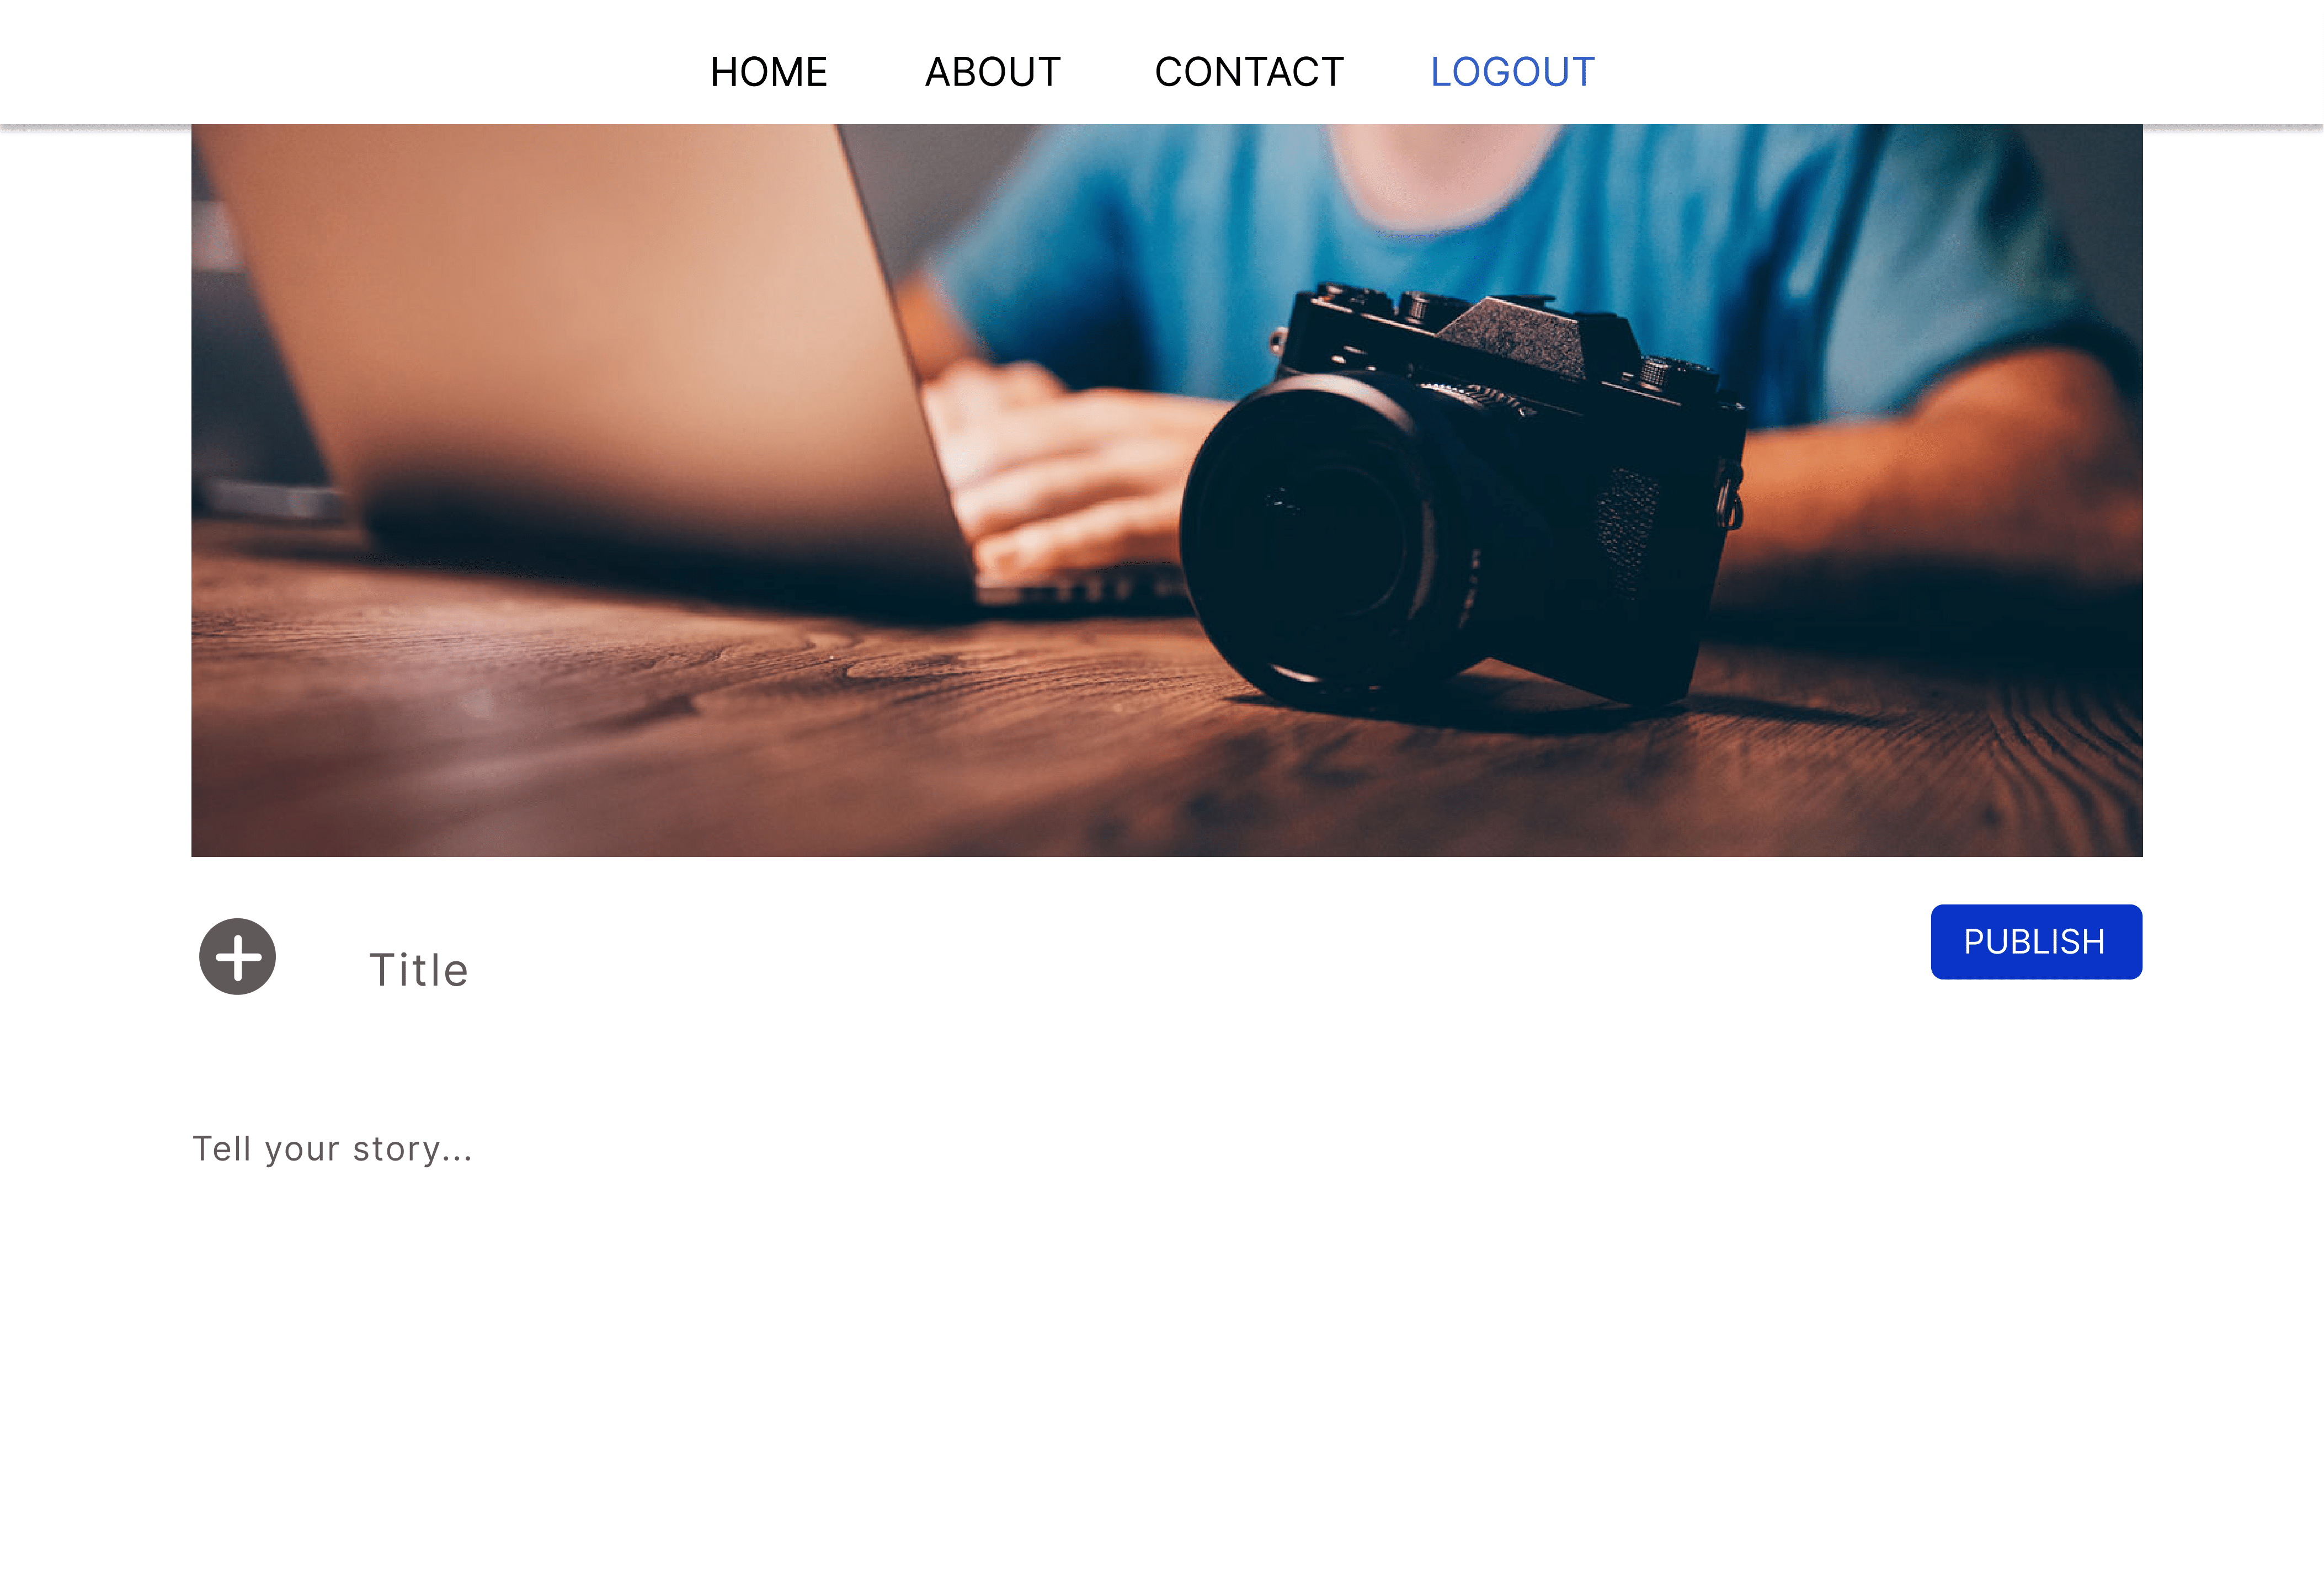 HOME ABOUT CONTACT LOGOUT
Title
PUBLISH
Tell your story...